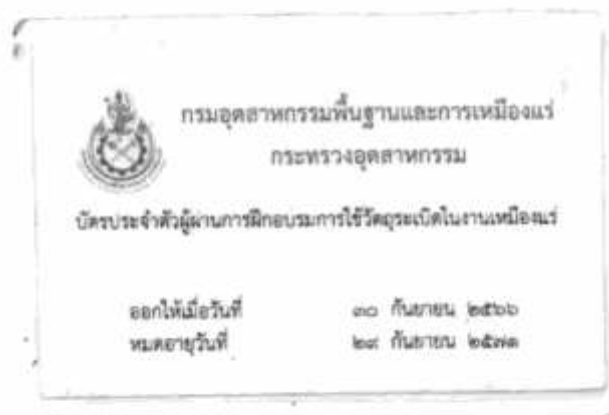 กรมอุตสาหกรรมพื้นฐานและการเหมืองแร่
กระทรวงอุตสาหกรรม
บัตรประจำตัวผู้ผ่านการฝึกอบรมการใช้วัตถุระเบิดในงานเหมืองแร่
ออกให้เมื่อวันที่ ๓๐ กันยายน ๒๕๖๖
หมดอายุวันที่ ๒๙ กันยายน ๒๕๗๑